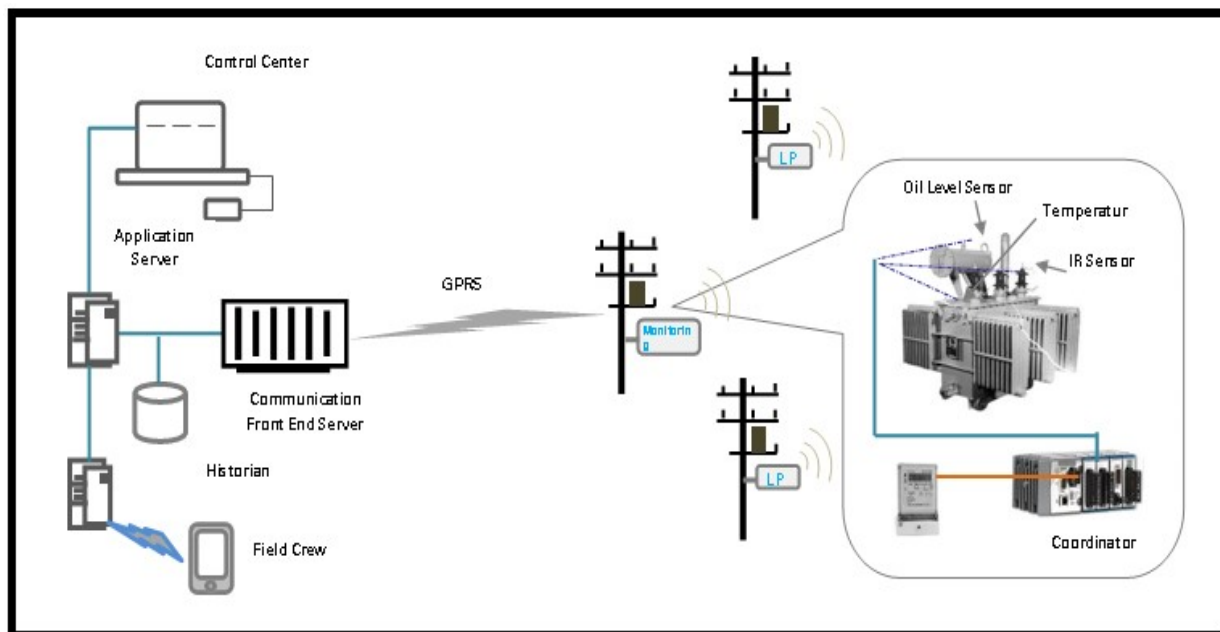 Control Center
Application
Server
GPRS
Communication
Front End Server
Historian
Field Crew
LP
Monitorin
g
LP
Oil Level Sensor
Temperatur
IR Sensor
Coordinator